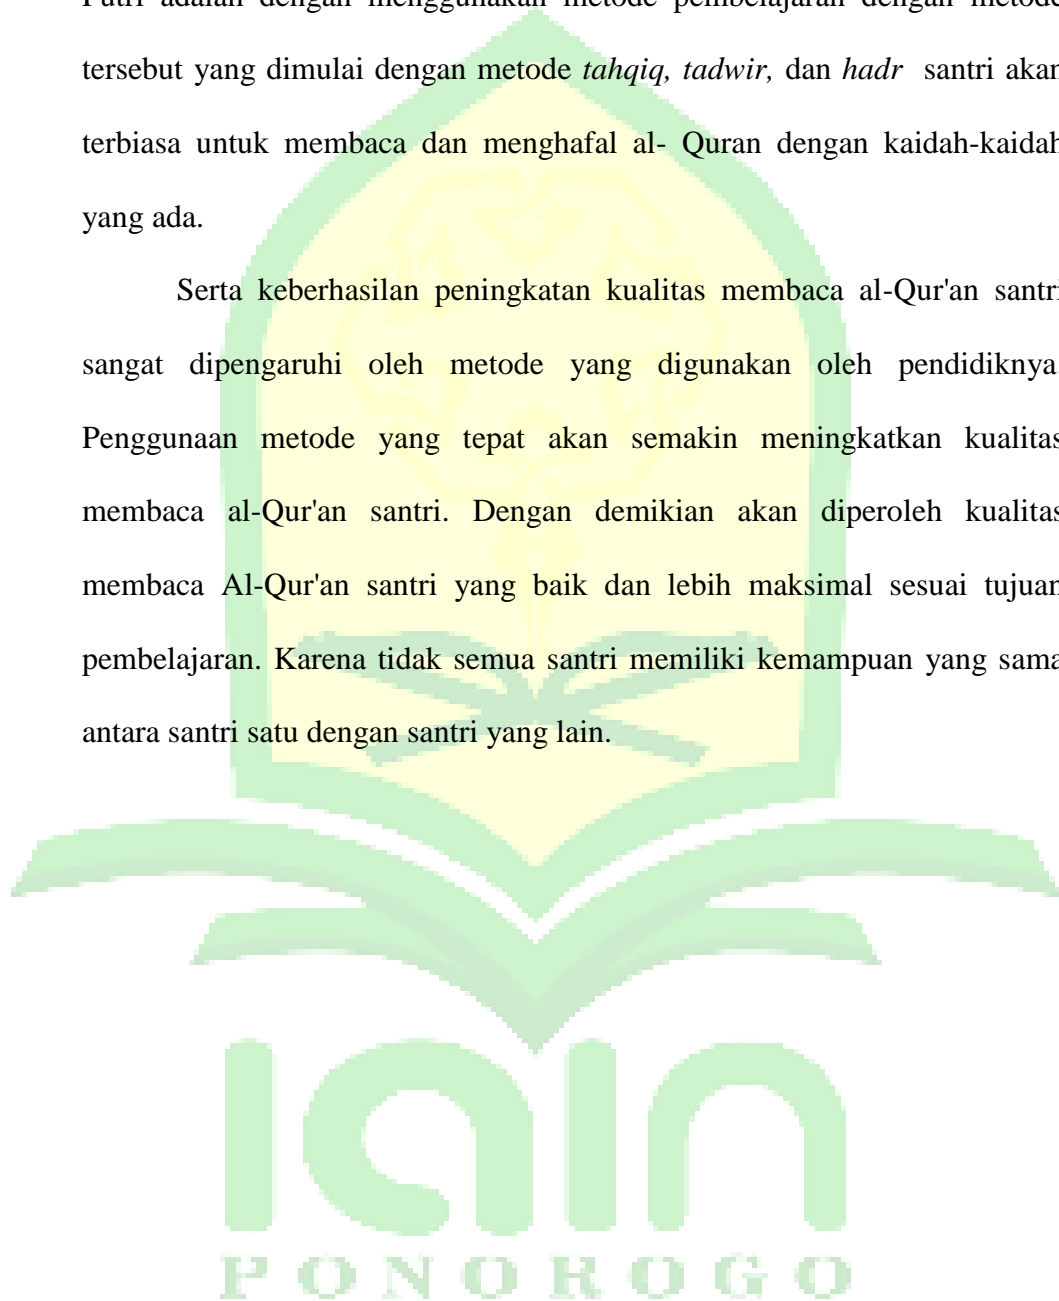 Putri adalah dengan menggunakan metode pembelajaran dengan metode
tersebut yang dimulai dengan metode tahqiq, tadwir, dan hadr santri akan
terbiasa untuk membaca dan menghafal al- Quran dengan kaidah-kaidah
yang ada.
Serta keberhasilan peningkatan kualitas membaca al-Qur'an santri
sangat dipengaruhi oleh metode yang digunakan oleh pendidiknya.
Penggunaan metode yang tepat akan semakin meningkatkan kualitas
membaca al-Qur'an santri. Dengan demikian akan diperoleh kualitas
membaca Al-Qur'an santri yang baik dan lebih maksimal sesuai tujuan
pembelajaran. Karena tidak semua santri memiliki kemampuan yang sama
antara santri satu dengan santri yang lain.
iain
PONOROGO